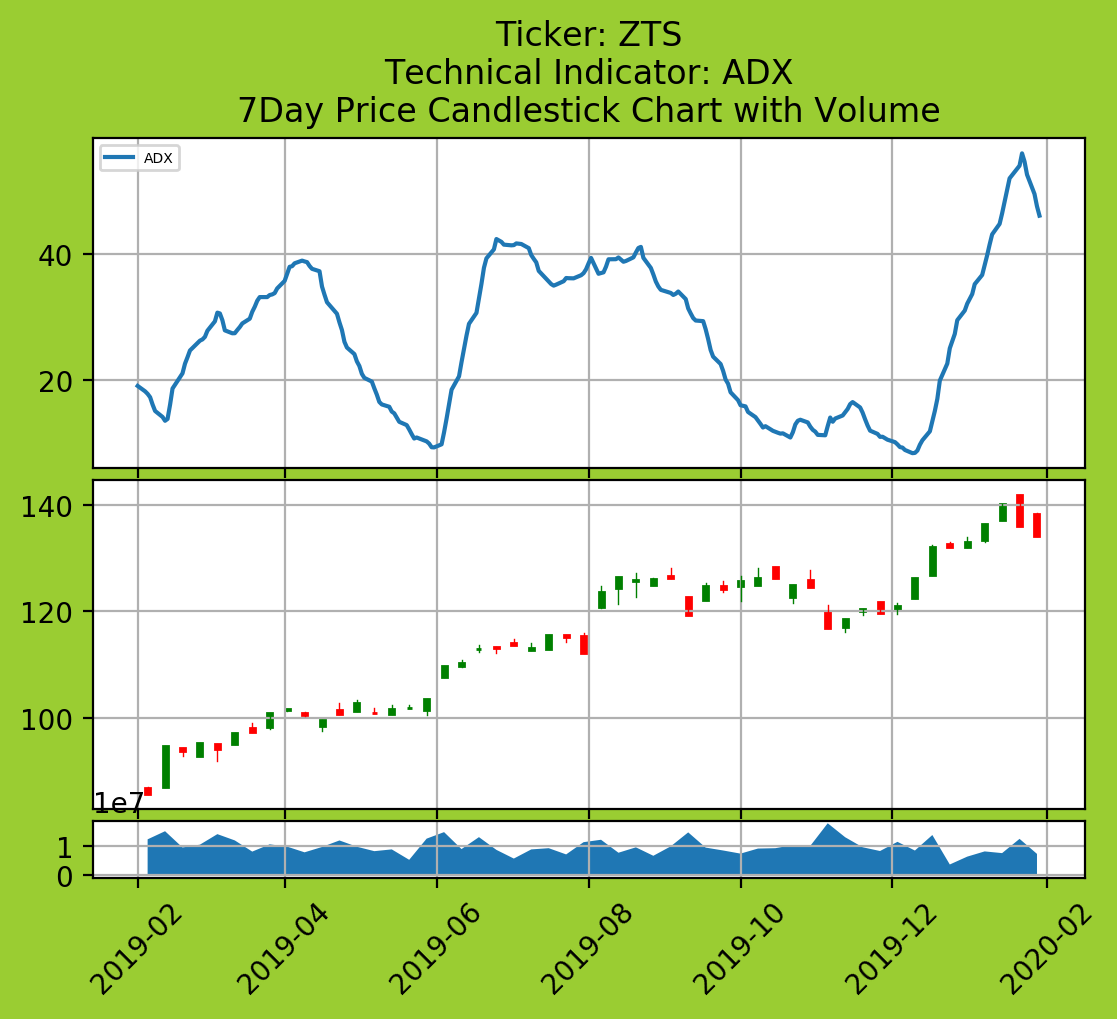 Ticker: ZTS
Technical Indicator: ADX
7Day Price Candlestick Chart with Volume
ADX
40
20
140
120
100
1e7
1
0
2019-02
2019-04
2019-06
2019-08
2019-10
2019-12
2020-02